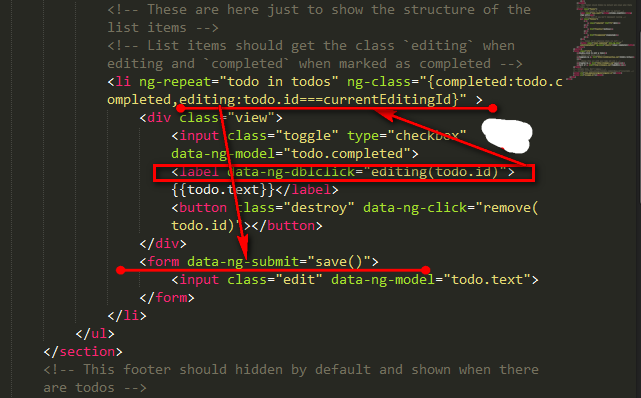 <!-- These are here just to show the structure of the
list items -->
<!-- List items should get the class `editing` when
editing and `completed` when marked as completed -->
<li ng-repeat="todo in todos" ng-class="{completed:todo.c
ompleted,editing:todo.id===currentEditingId}" >
<div class="view">
<input class="toggle" type="checkbox"
data-ng-model="todo.completed">
<label data-ng-dblclick="editing(todo.id)">
{{todo.text}}</label>
<button class="destroy" data-ng-click="remove(
todo.id)"></button>
</div>
<form data-ng-submit="save()">
<input class="edit" data-ng-model="todo.text">
</form>
</li>
</ul>
</section>
<!-- This footer should hidden by default and shown when there
are todos -->